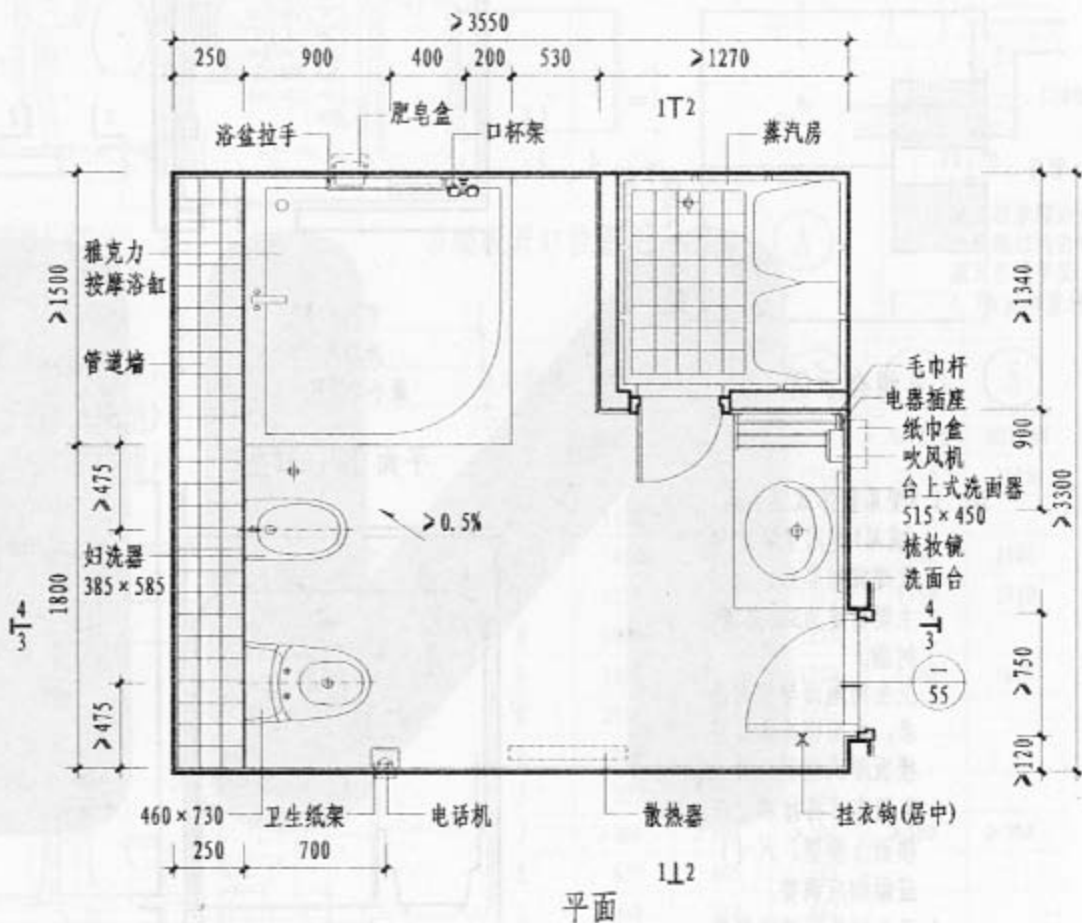 ≥3550
250 900 400 200 530 ≥1270
1 2
肥皂盒
浴盆拉手 口杯架 蒸汽房
雅克力
按摩浴缸
≥1500
≥1340
管道墙
毛巾杆
电器插座
纸巾盒
吹风机
台上式洗面器
515×450
梳妆镜
洗面台
900
≥3300
≥475
≥0.5%
妇洗器
385×585
1800
4
3
4
3
—
55
≥750
≥475
≥120
460×730 卫生纸架 电话机 散热器 挂衣钩(居中)
250 700
1 2
平面